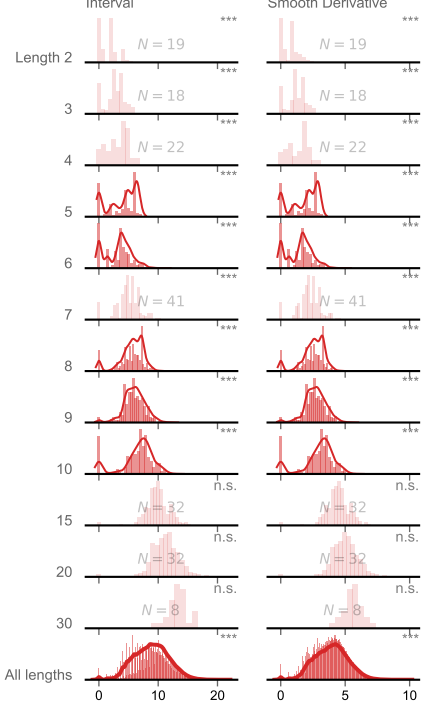 Interval Smooth Derivative
*** ***
Length 2 N = 19 N = 19
*** ***
3 N = 18 N = 18
*** ***
4 N = 22 N = 22
*** ***
5
*** ***
6
*** ***
7 N = 41 N = 41
*** ***
8
*** ***
9
*** ***
10
n.s. n.s.
15 N = 32 N = 32
n.s. n.s.
20 N = 32 N = 32
n.s. n.s.
30 N = 8 N = 8
*** ***
All lengths
0 10 20 0 5 10